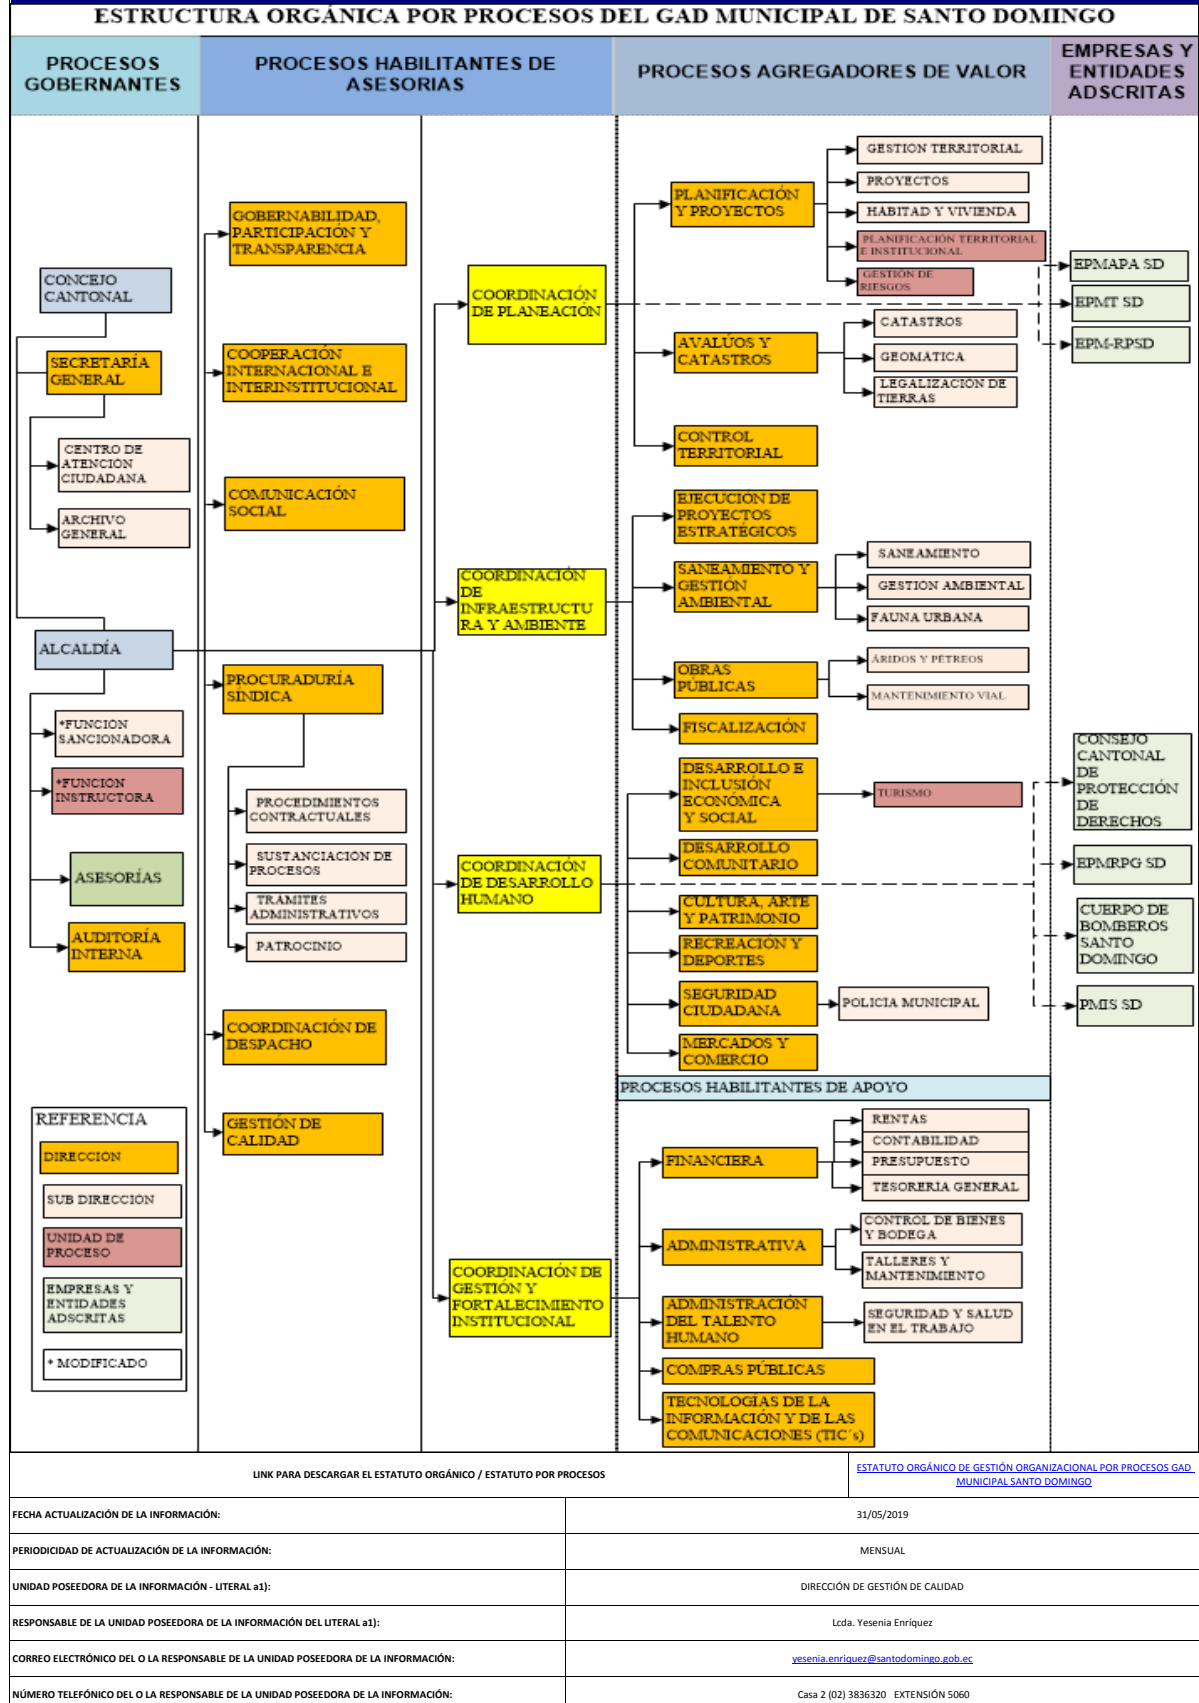 ESTRUCTURA ORGÁNICA POR PROCESOS DEL GAD MUNICIPAL DE SANTO DOMINGO
PROCESOS
GOBERNANTES
PROCESOS HABILITANTES DE
ASESORIAS
PROCESOS AGREGADORES DE VALOR
EMPRESAS Y
ENTIDADES
ADSCRITAS
CONCEJO
CANTONAL
SECRETARÍA
GENERAL
CENTRO DE
ATENCIÓN
CIUDADANA
ARCHIVO
GENERAL
ALCALDÍA
*FUNCIÓN
SANCIONADORA
*FUNCIÓN
INSTRUCTORA
ASESORÍAS
AUDITORÍA
INTERNA
REFERENCIA
DIRECCIÓN
SUB DIRECCIÓN
UNIDAD DE
PROCESO
EMPRESAS Y
ENTIDADES
ADSCRITAS
* MODIFICADO
GOBERNABILIDAD,
PARTICIPACIÓN Y
TRANSPARENCIA
COOPERACIÓN
INTERNACIONAL E
INTERINSTITUCIONAL
COMUNICACIÓN
SOCIAL
PROCURADURÍA
SÍNDICA
PROCEDIMIENTOS
CONTRACTUALES
SUSTANCIACIÓN DE
PROCESOS
TRÁMITES
ADMINISTRATIVOS
PATROCINIO
COORDINACIÓN DE
DESPACHO
GESTIÓN DE
CALIDAD
COORDINACIÓN
DE PLANEACIÓN
COORDINACIÓN
DE
INFRAESTRUCTU
RA Y AMBIENTE
COORDINACIÓN
DE DESARROLLO
HUMANO
COORDINACIÓN DE
GESTIÓN Y
FORTALECIMIENTO
INSTITUCIONAL
PLANIFICACIÓN
Y PROYECTOS
GESTIÓN TERRITORIAL
PROYECTOS
HABITAD Y VIVIENDA
PLANIFICACIÓN TERRITORIAL
E INSTITUCIONAL
GESTIÓN DE
RIESGOS
AVALÚOS Y
CATASTROS
CATASTROS
GEOMÁTICA
LEGALIZACIÓN DE
TIERRAS
CONTROL
TERRITORIAL
EJECUCIÓN DE
PROYECTOS
ESTRATÉGICOS
SANEAMIENTO Y
GESTIÓN
AMBIENTAL
SANEAMIENTO
GESTIÓN AMBIENTAL
FAUNA URBANA
OBRAS
PÚBLICAS
ÁRIDOS Y PÉTREOS
MANTENIMIENTO VIAL
FISCALIZACIÓN
DESARROLLO E
INCLUSIÓN
ECONÓMICA
Y SOCIAL
TURISMO
DESARROLLO
COMUNITARIO
CULTURA, ARTE
Y PATRIMONIO
RECREACIÓN Y
DEPORTES
SEGURIDAD
CIUDADANA
POLICIA MUNICIPAL
MERCADOS Y
COMERCIO
PROCESOS HABILITANTES DE APOYO
FINANCIERA
RENTAS
CONTABILIDAD
PRESUPUESTO
TESORERÍA GENERAL
ADMINISTRATIVA
CONTROL DE BIENES
Y BODEGA
TALLERES Y
MANTENIMIENTO
ADMINISTRACIÓN
DEL TALENTO
HUMANO
SEGURIDAD Y SALUD
EN EL TRABAJO
COMPRAS PÚBLICAS
TECNOLOGÍAS DE LA
INFORMACIÓN Y DE LAS
COMUNICACIONES (TIC´s)
EPMAPA SD
EPMT SD
EPM-RPSD
CONSEJO
CANTONAL
DE
PROTECCIÓN
DE
DERECHOS
EPMRPG SD
CUERPO DE
BOMBEROS
SANTO
DOMINGO
PMIS SD
LINK PARA DESCARGAR EL ESTATUTO ORGÁNICO / ESTATUTO POR PROCESOS
ESTATUTO ORGÁNICO DE GESTIÓN ORGANIZACIONAL POR PROCESOS GAD
MUNICIPAL SANTO DOMINGO
FECHA ACTUALIZACIÓN DE LA INFORMACIÓN:
31/05/2019
PERIODICIDAD DE ACTUALIZACIÓN DE LA INFORMACIÓN:
MENSUAL
UNIDAD POSEEDORA DE LA INFORMACIÓN - LITERAL a1):
DIRECCIÓN DE GESTIÓN DE CALIDAD
RESPONSABLE DE LA UNIDAD POSEEDORA DE LA INFORMACIÓN DEL LITERAL a1):
Lcda. Yesenia Enríquez
CORREO ELECTRÓNICO DEL O LA RESPONSABLE DE LA UNIDAD POSEEDORA DE LA INFORMACIÓN:
yesenia.enriquez@santodomingo.gob.ec
NÚMERO TELEFÓNICO DEL O LA RESPONSABLE DE LA UNIDAD POSEEDORA DE LA INFORMACIÓN:
Casa 2 (02) 3836320 EXTENSIÓN 5060